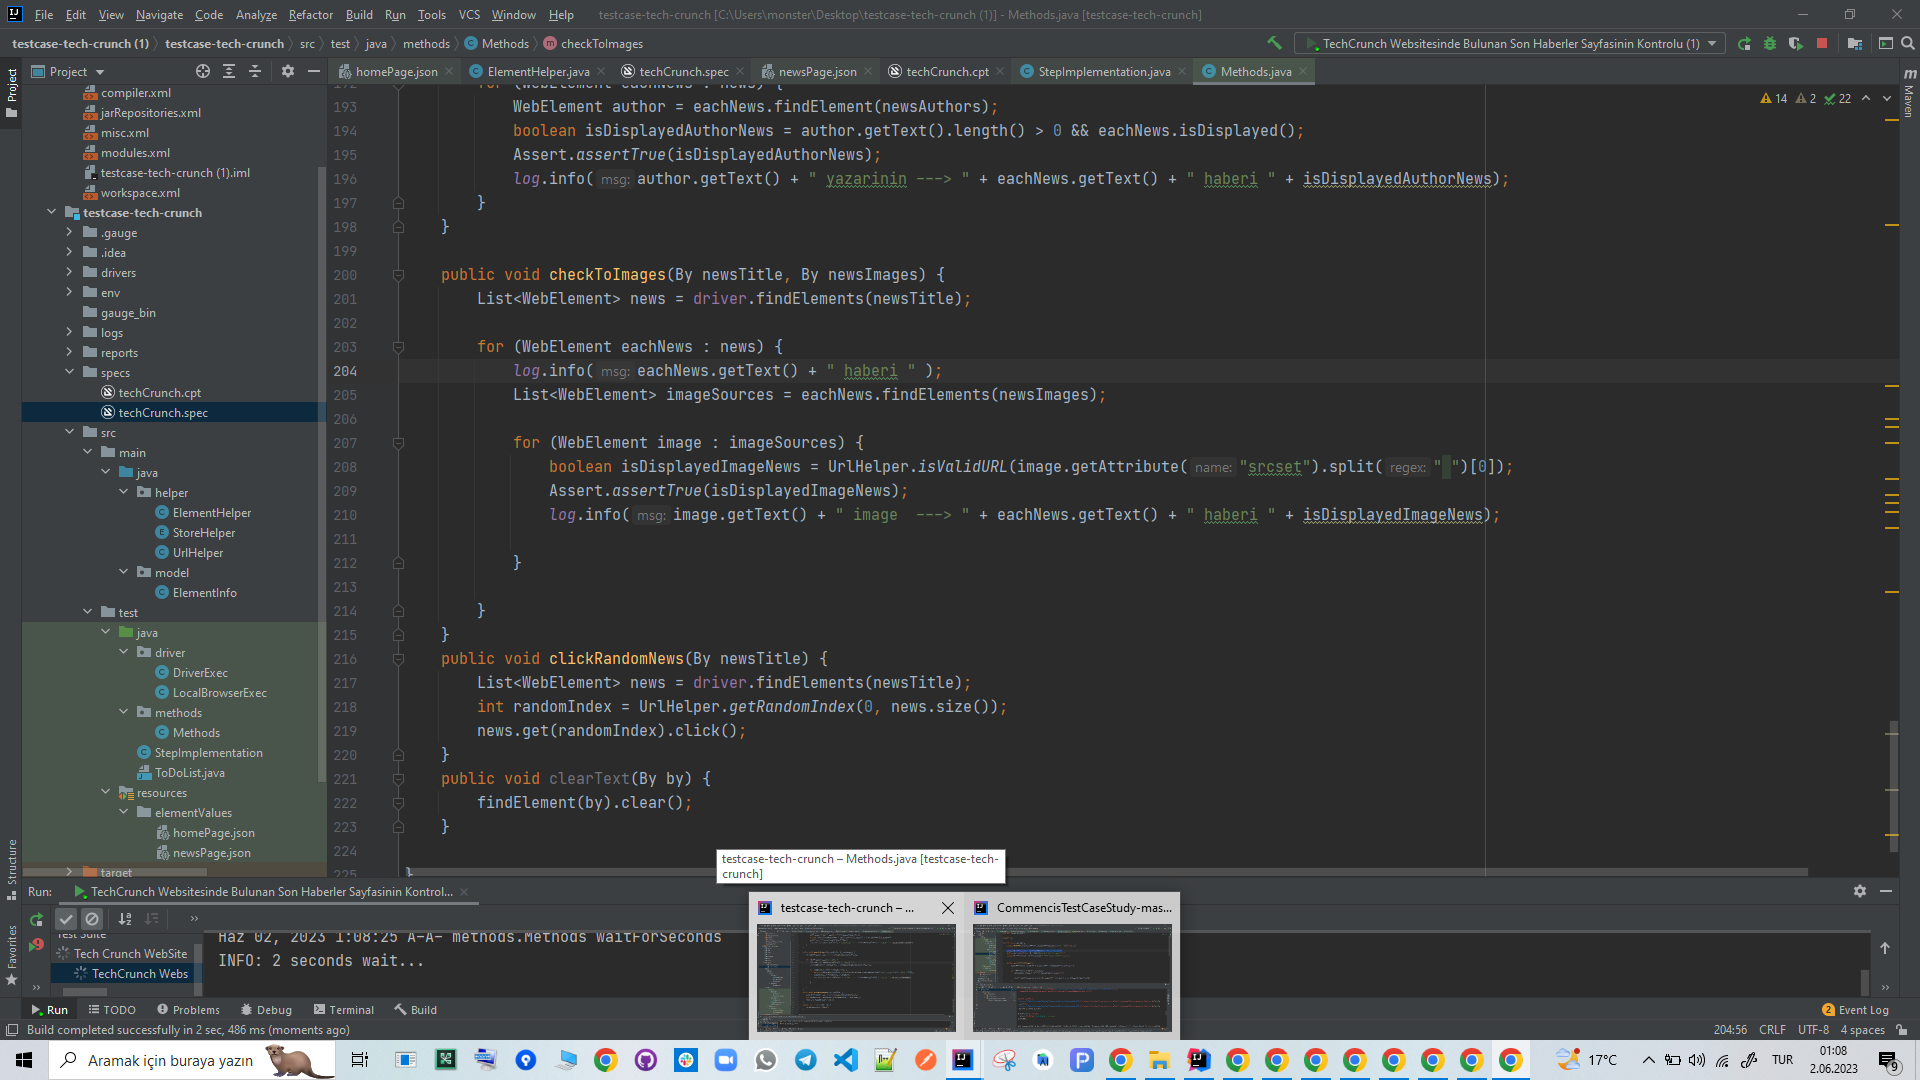 File Edit View Navigate Code Analyze Refactor Build Run Tools VCS Window Help testcase-tech-crunch [C:\Users\monster\Desktop\testcase-tech-crunch (1)] - Methods.java [testcase-tech-crunch]
testcase-tech-crunch (1) testcase-tech-crunch src test java methods Methods checkToImages TechCrunch Websitesinde Bulunan Son Haberler Sayfasinin Kontrolu (1)
Project homePage.json ElementHelper.java techCrunch.spec newsPage.json techCrunch.cpt StepImplementation.java Methods.java
Project
Maven
Structure
Favorites
14 2 22
compiler.xml
jarRepositories.xml
misc.xml
modules.xml
testcase-tech-crunch (1).iml
workspace.xml
testcase-tech-crunch
.gauge
.idea
drivers
env
gauge_bin
logs
reports
specs
techCrunch.cpt
techCrunch.spec
src
main
java
helper
ElementHelper
StoreHelper
UrlHelper
model
ElementInfo
test
java
driver
DriverExec
LocalBrowserExec
methods
Methods
StepImplementation
ToDoList.java
resources
elementValues
homePage.json
newsPage.json
target
192 for (WebElement eachNews : news) {
193 WebElement author = eachNews.findElement(newsAuthors);
194 boolean isDisplayedAuthorNews = author.getText().length() > 0 && eachNews.isDisplayed();
195 Assert.assertTrue(isDisplayedAuthorNews);
196 log.info( msg: author.getText() + " yazarinin ---> " + eachNews.getText() + " haberi " + isDisplayedAuthorNews);
197 }
198 }
199
200 public void checkToImages(By newsTitle, By newsImages) {
201 List<WebElement> news = driver.findElements(newsTitle);
202
203 for (WebElement eachNews : news) {
204 log.info( msg: eachNews.getText() + " haberi " );
205 List<WebElement> imageSources = eachNews.findElements(newsImages);
206
207 for (WebElement image : imageSources) {
208 boolean isDisplayedImageNews = UrlHelper.isValidURL(image.getAttribute( name: "srcset").split( regex: " ")[0]);
209 Assert.assertTrue(isDisplayedImageNews);
210 log.info( msg: image.getText() + " image  ---> " + eachNews.getText() + " haberi " + isDisplayedImageNews);
211
212 }
213
214 }
215 }
216 public void clickRandomNews(By newsTitle) {
217 List<WebElement> news = driver.findElements(newsTitle);
218 int randomIndex = UrlHelper.getRandomIndex(0, news.size());
219 news.get(randomIndex).click();
220 }
221 public void clearText(By by) {
222 findElement(by).clear();
223 }
224
225 }
testcase-tech-crunch – Methods.java [testcase-tech-
crunch]
Run: TechCrunch Websitesinde Bulunan Son Haberler Sayfasinin Kontrol...
Test Suite
Tech Crunch WebSite
TechCrunch Webs
Haz 02, 2023 1:08:25 A-A- methods.Methods waitForSeconds
INFO: 2 seconds wait...
testcase-tech-crunch – ... CommencisTestCaseStudy-mas...
Run TODO Problems Debug Terminal Build 2 Event Log
Build completed successfully in 2 sec, 486 ms (moments ago) 204:56 CRLF UTF-8 4 spaces
Aramak için buraya yazın 17°C TUR 01:08
2.06.2023 9